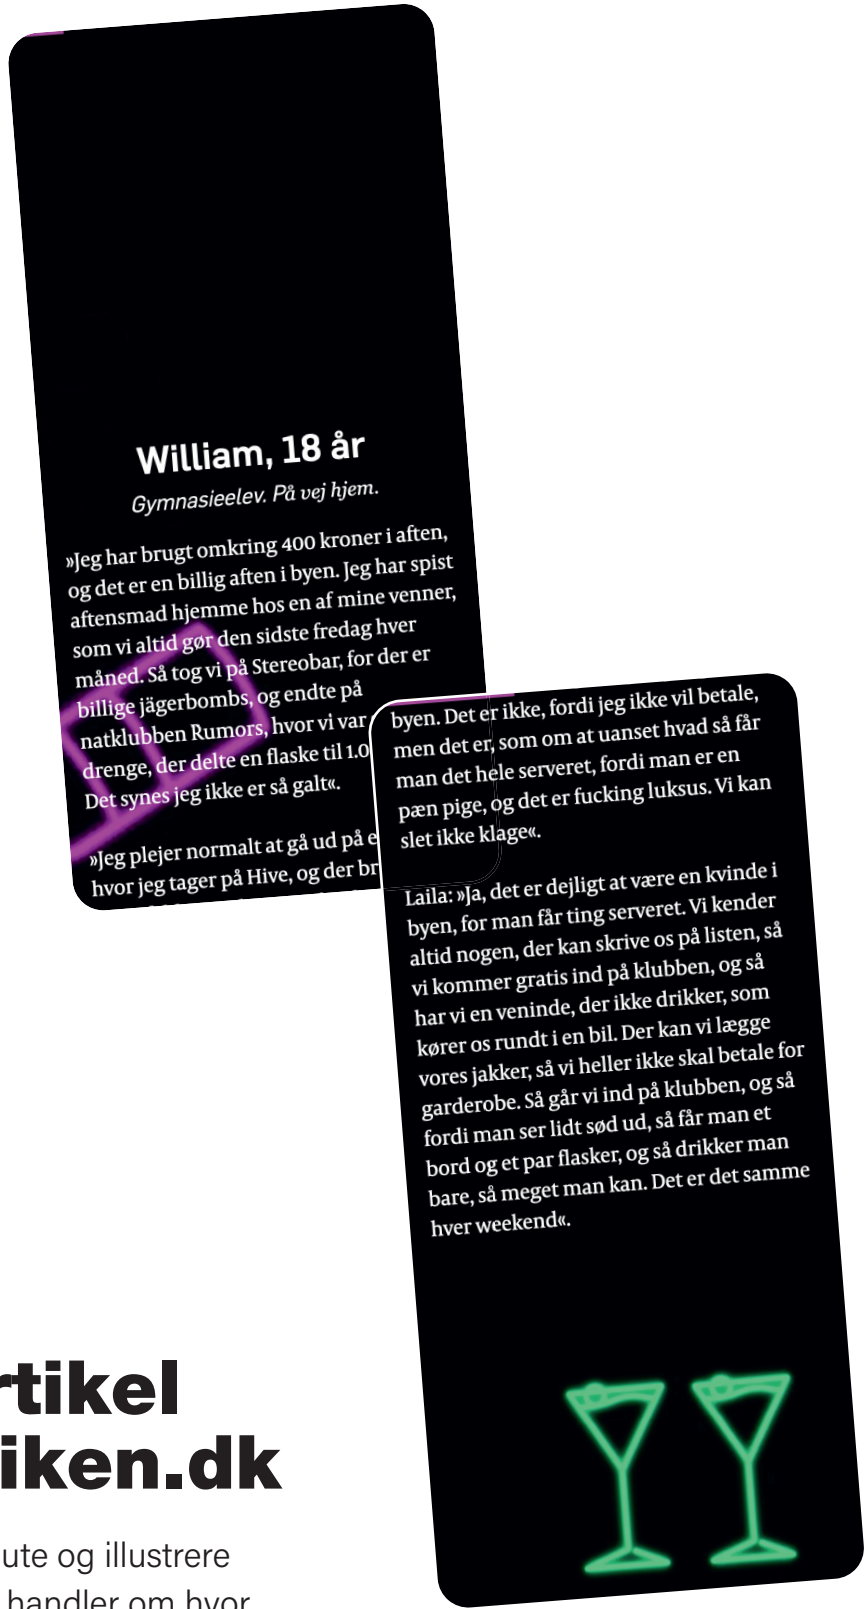 William, 18 år
Gymnasieelev. På vej hjem.
»Jeg har brugt omkring 400 kroner i aften,
og det er en billig aften i byen. Jeg har spist
aftensmad hjemme hos en af mine venner,
som vi altid gør den sidste fredag hver
måned. Så tog vi på Stereobar, for der er
billige jägerbombs, og endte på
natklubben Rumors, hvor vi var
drenge, der delte en flaske til 1.0
Det synes jeg ikke er så galt«.
»Jeg plejer normalt at gå ud på e
hvor jeg tager på Hive, og der br
byen. Det er ikke, fordi jeg ikke vil betale,
men det er, som om at uanset hvad så får
man det hele serveret, fordi man er en
pæn pige, og det er fucking luksus. Vi kan
slet ikke klage«.
Laila: »Ja, det er dejligt at være en kvinde i
byen, for man får ting serveret. Vi kender
altid nogen, der kan skrive os på listen, så
vi kommer gratis ind på klubben, og så
har vi en veninde, der ikke drikker, som
kører os rundt i en bil. Der kan vi lægge
vores jakker, så vi heller ikke skal betale for
garderobe. Så går vi ind på klubben, og så
fordi man ser lidt sød ud, så får man et
bord og et par flasker, og så drikker man
bare, så meget man kan. Det er det samme
hver weekend«.
rtikel
iken.dk
ute og illustrere
handler om hvor